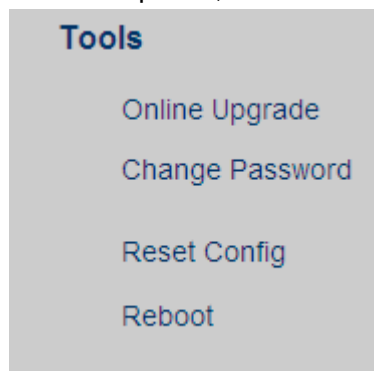 Tools
Online Upgrade
Change Password
Reset Config
Reboot